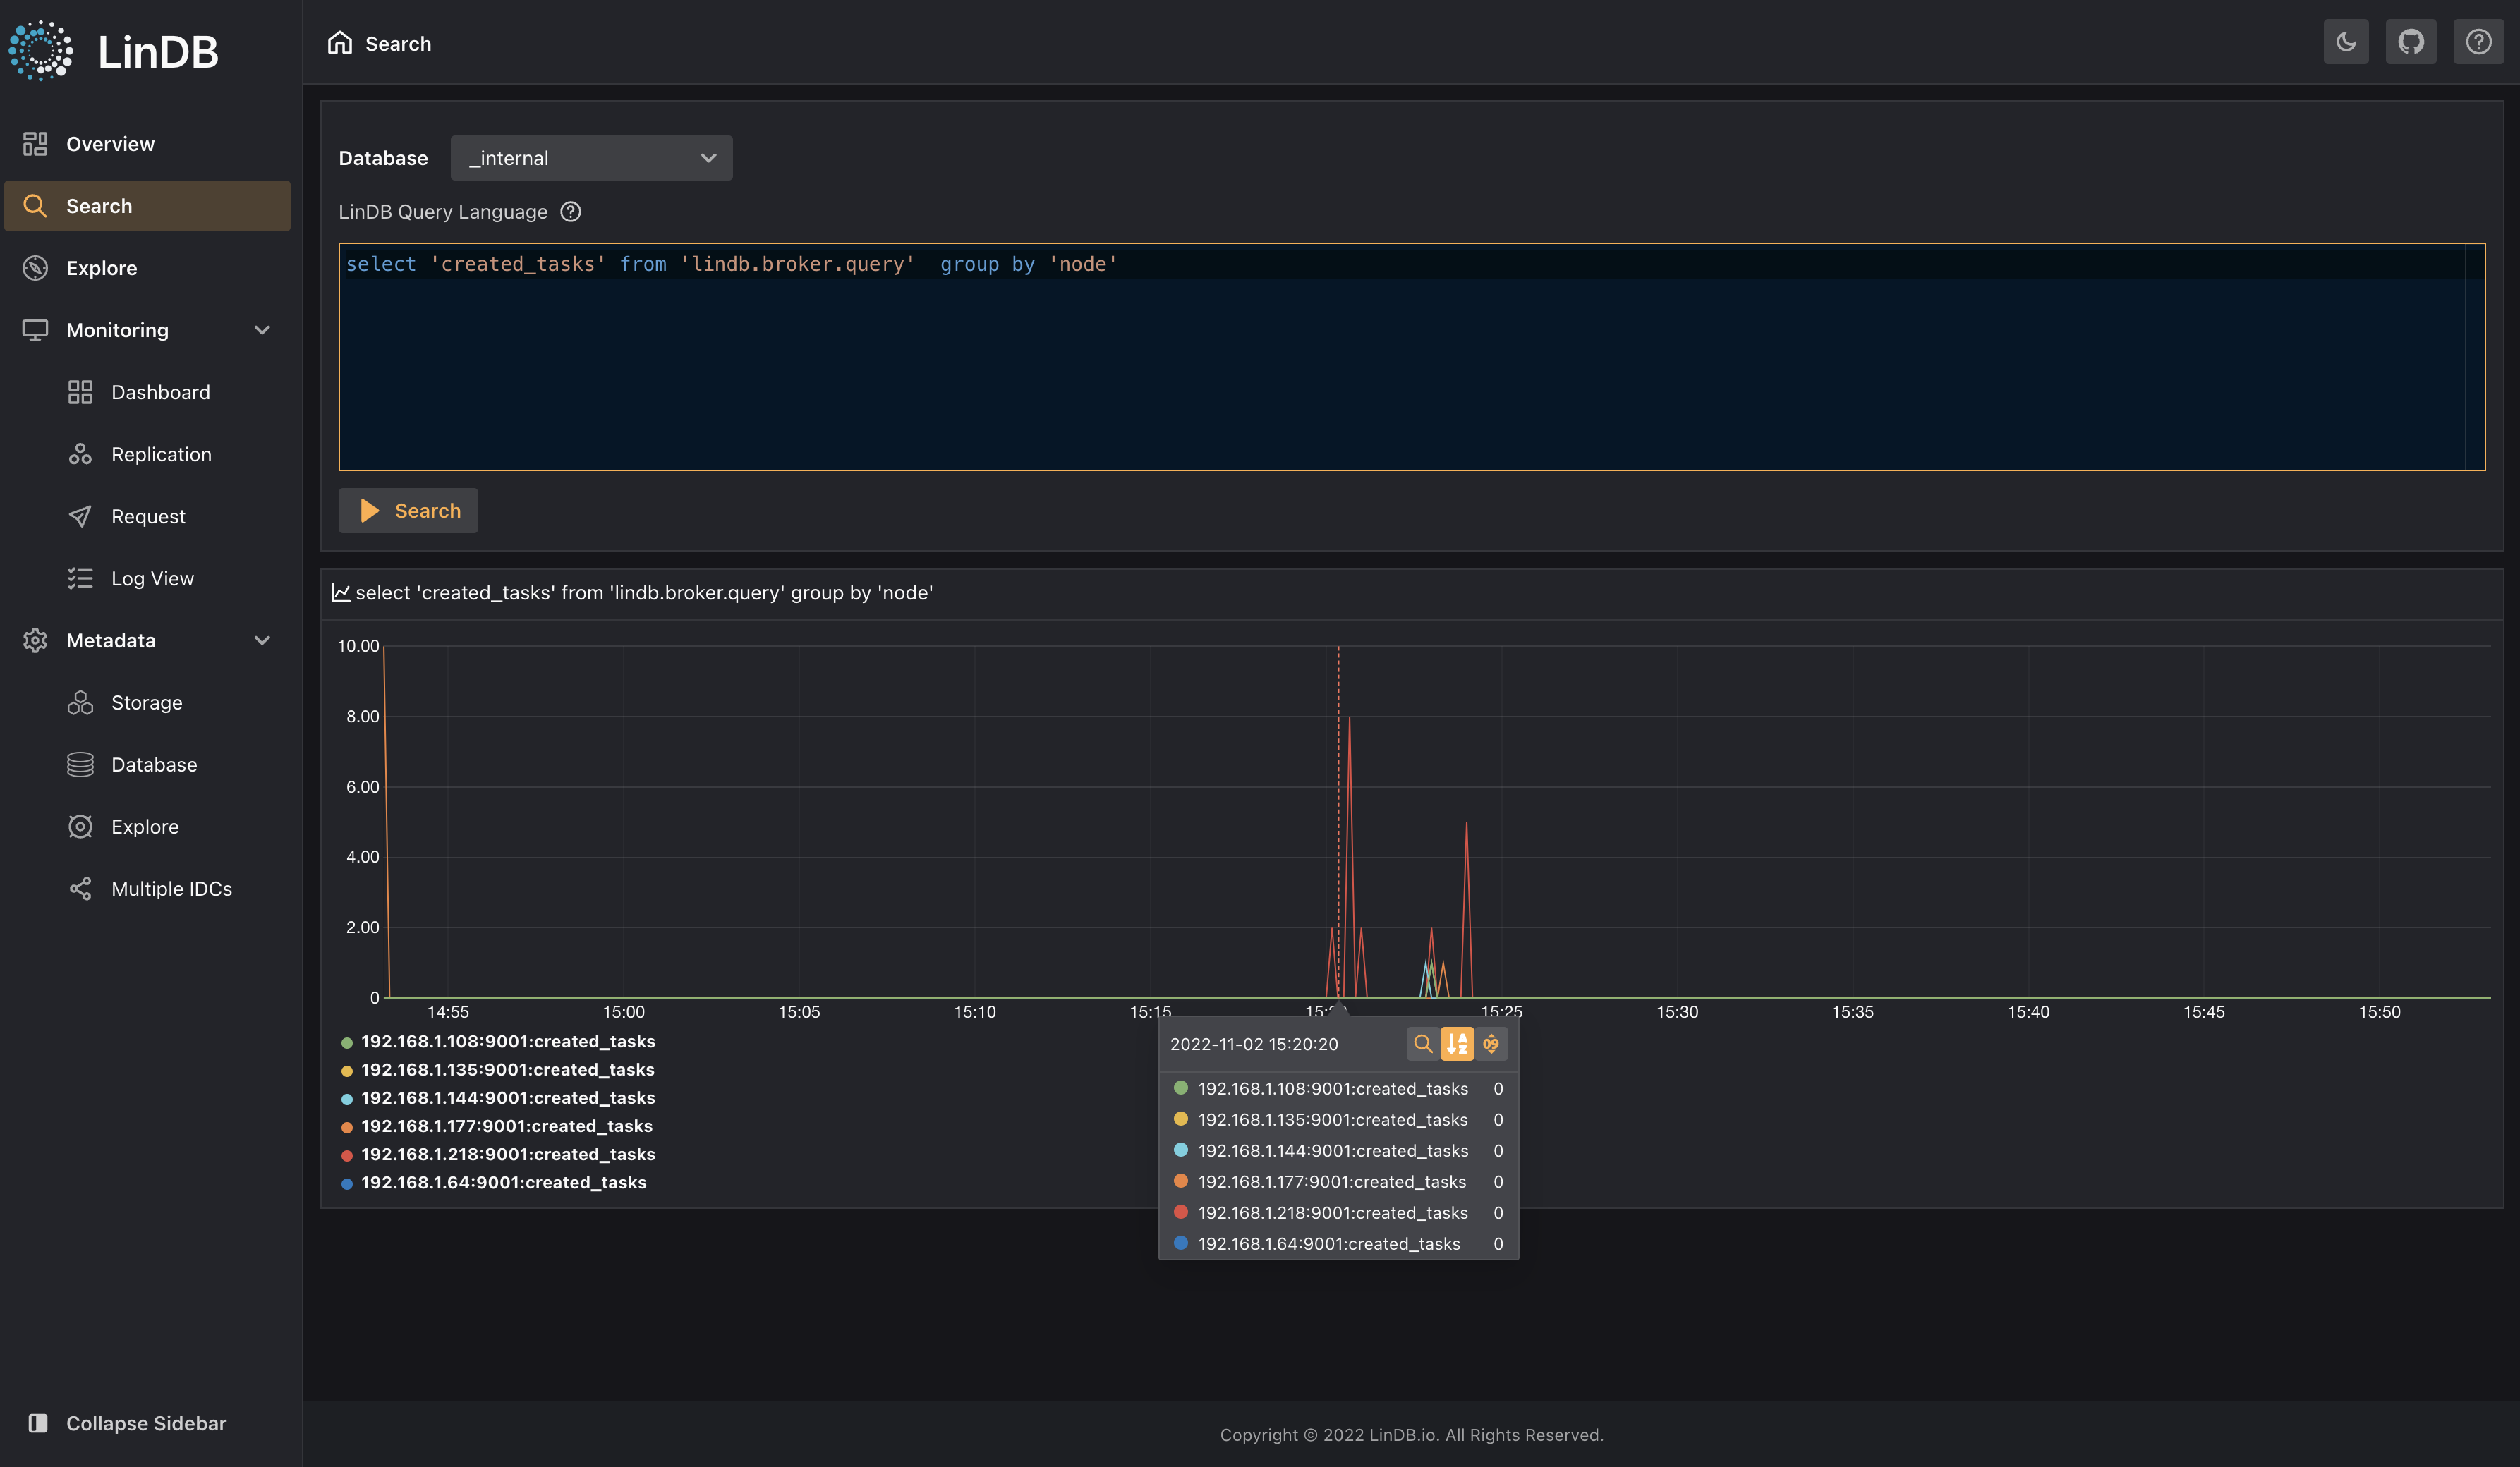 LinDB
Search
Overview
Search
Explore
Monitoring
Dashboard
Replication
Request
Log View
Metadata
Storage
Database
Explore
Multiple IDCs
Collapse Sidebar
Database _internal
LinDB Query Language
select 'created_tasks' from 'lindb.broker.query'  group by 'node'
Search
select 'created_tasks' from 'lindb.broker.query' group by 'node'
10.00
8.00
6.00
4.00
2.00
0
14:55 15:00 15:05 15:10 15:15 15:25 15:30 15:35 15:40 15:45 15:50
192.168.1.108:9001:created_tasks
192.168.1.135:9001:created_tasks
192.168.1.144:9001:created_tasks
192.168.1.177:9001:created_tasks
192.168.1.218:9001:created_tasks
192.168.1.64:9001:created_tasks
2022-11-02 15:20:20
192.168.1.108:9001:created_tasks 0
192.168.1.135:9001:created_tasks 0
192.168.1.144:9001:created_tasks 0
192.168.1.177:9001:created_tasks 0
192.168.1.218:9001:created_tasks 0
192.168.1.64:9001:created_tasks 0
Copyright © 2022 LinDB.io. All Rights Reserved.